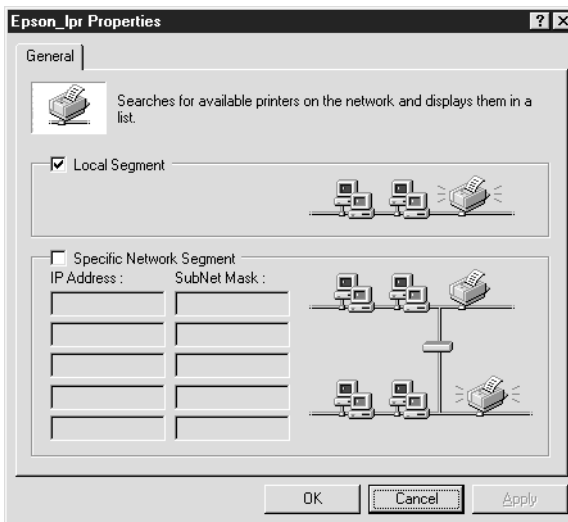 Epson_lpr Properties
General
Searches for available printers on the network and displays them in a
list.
Local Segment
Specific Network Segment
IP Address : SubNet Mask :
OK Cancel Apply